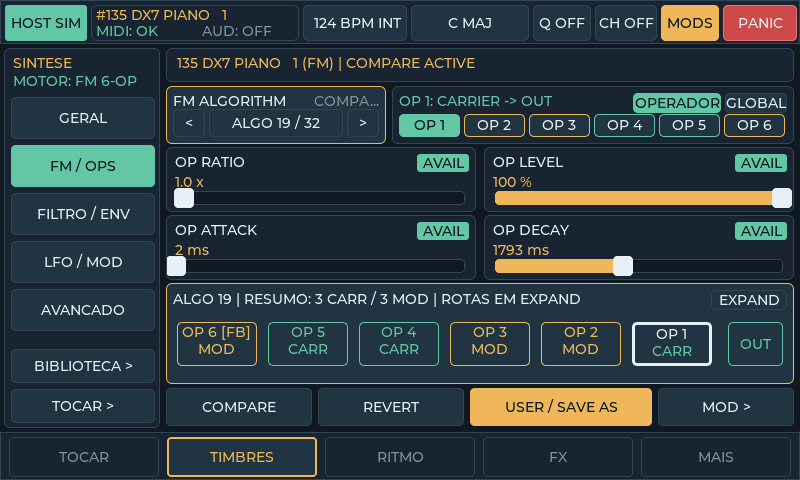 HOST SIM
#135 DX7 PIANO   1
MIDI: OK
AUD: OFF
124 BPM INT
C MAJ
Q OFF
CH OFF
MODS
PANIC
SINTESE
MOTOR: FM 6-OP
GERAL
FM / OPS
FILTRO / ENV
LFO / MOD
AVANCADO
BIBLIOTECA >
TOCAR >
135 DX7 PIANO   1 (FM) | COMPARE ACTIVE
FM ALGORITHM
COMPA...
<
ALGO 19 / 32
>
OP 1: CARRIER -> OUT
OPERADOR
GLOBAL
OP 1
OP 2
OP 3
OP 4
OP 5
OP 6
OP RATIO
AVAIL
1.0 x
OP LEVEL
AVAIL
100 %
OP ATTACK
AVAIL
2 ms
OP DECAY
AVAIL
1793 ms
ALGO 19 | RESUMO: 3 CARR / 3 MOD | ROTAS EM EXPAND
EXPAND
OP 6 [FB]
MOD
OP 5
CARR
OP 4
CARR
OP 3
MOD
OP 2
MOD
OP 1
CARR
OUT
COMPARE
REVERT
USER / SAVE AS
MOD >
TOCAR
TIMBRES
RITMO
FX
MAIS